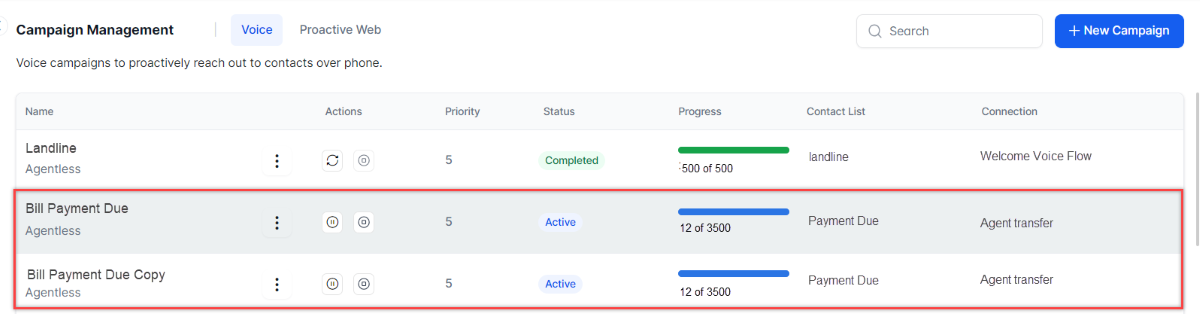 Campaign Management | Voice Proactive Web Search + New Campaign
Voice campaigns to proactively reach out to contacts over phone.
Name Actions Priority Status Progress Contact List Connection
Landline
Agentless 5 Completed 500 of 500 landline Welcome Voice Flow
Bill Payment Due
Agentless 5 Active 12 of 3500 Payment Due Agent transfer
Bill Payment Due Copy
Agentless 5 Active 12 of 3500 Payment Due Agent transfer